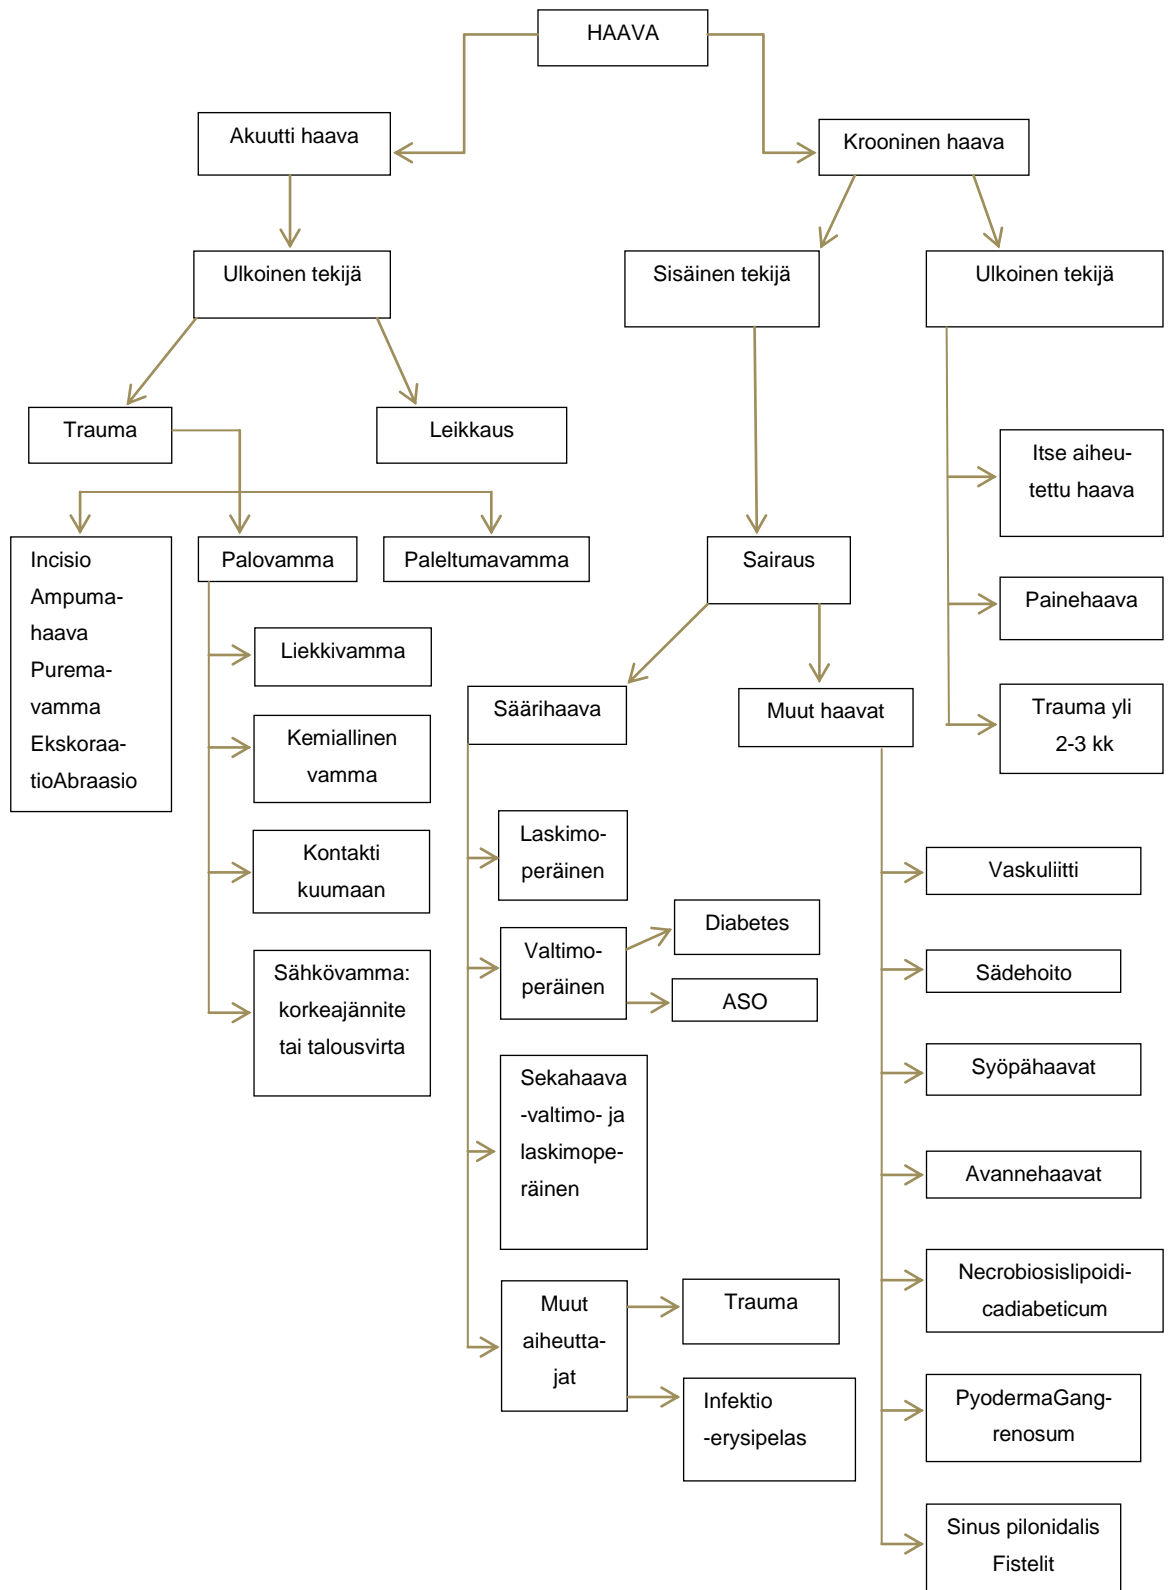 HAAVA
Akuutti haava
Krooninen haava
Ulkoinen tekijä
Sisäinen tekijä
Ulkoinen tekijä
Trauma
Leikkaus
Itse aiheu-
tettu haava
Incisio
Ampuma-
haava
Purema-
vamma
Ekskoraa-
tioAbraasio
Palovamma
Paleltumavamma
Sairaus
Painehaava
Liekkivamma
Säärihaava
Muut haavat
Trauma yli
2-3 kk
Kemiallinen
vamma
Kontakti
kuumaan
Laskimo-
peräinen
Vaskuliitti
Sähkövamma:
korkeajännite
tai talousvirta
Valtimo-
peräinen
Diabetes
ASO
Sädehoito
Sekahaava
-valtimo- ja
laskimope-
räinen
Syöpähaavat
Avannehaavat
Muut
aiheutta-
jat
Trauma
Necrobiosislipoidi-
cadiabeticum
Infektio
-erysipelas
PyodermaGang-
renosum
Sinus pilonidalis
Fistelit